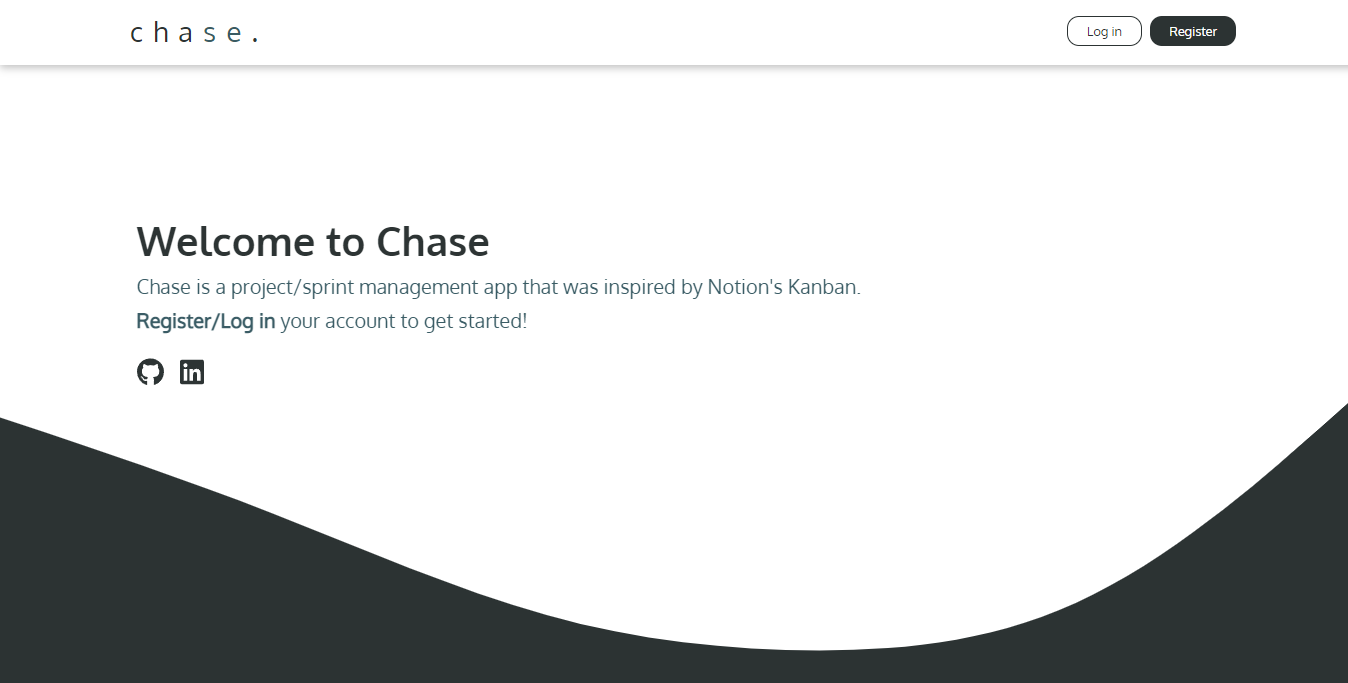 chase.
Log in
Register
Welcome to Chase
Chase is a project/sprint management app that was inspired by Notion's Kanban.
Register/Log in your account to get started!
in